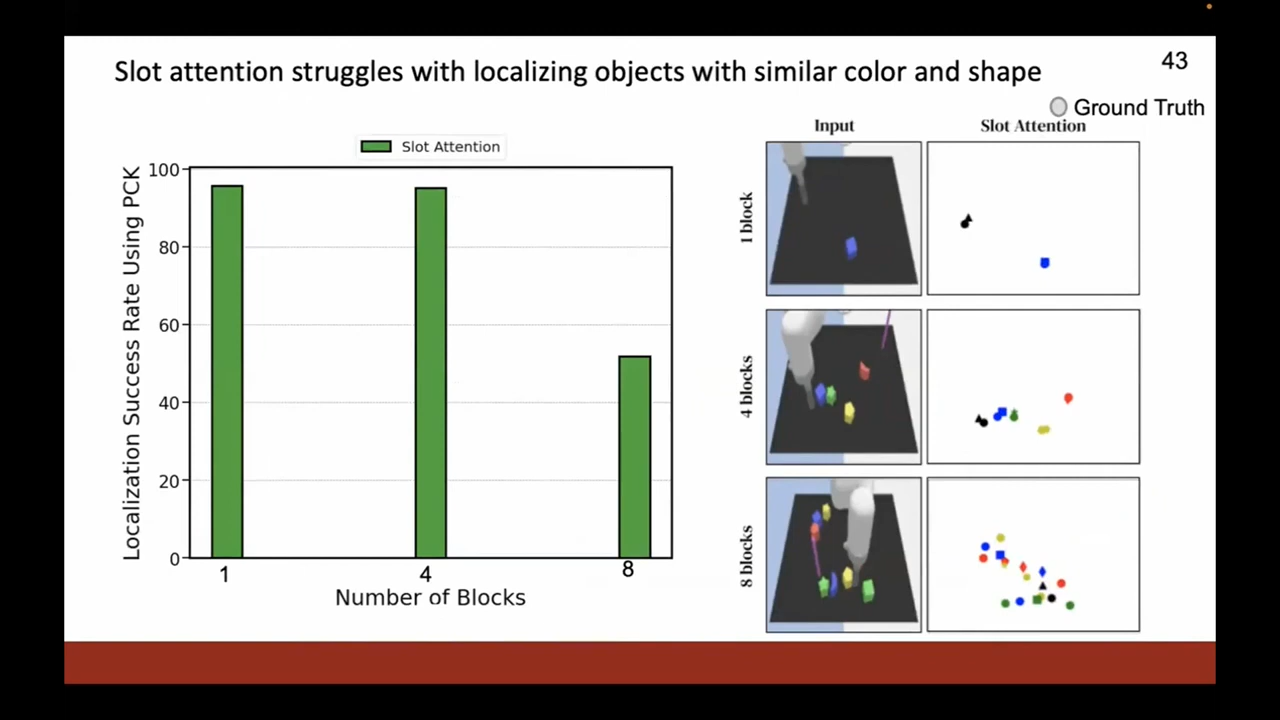 Slot attention struggles with localizing objects with similar color and shape
43
Ground Truth
Slot Attention
Localization Success Rate Using PCK
100
80
60
40
20
0
1
4
8
Number of Blocks
Input
Slot Attention
1 block
4 blocks
8 blocks